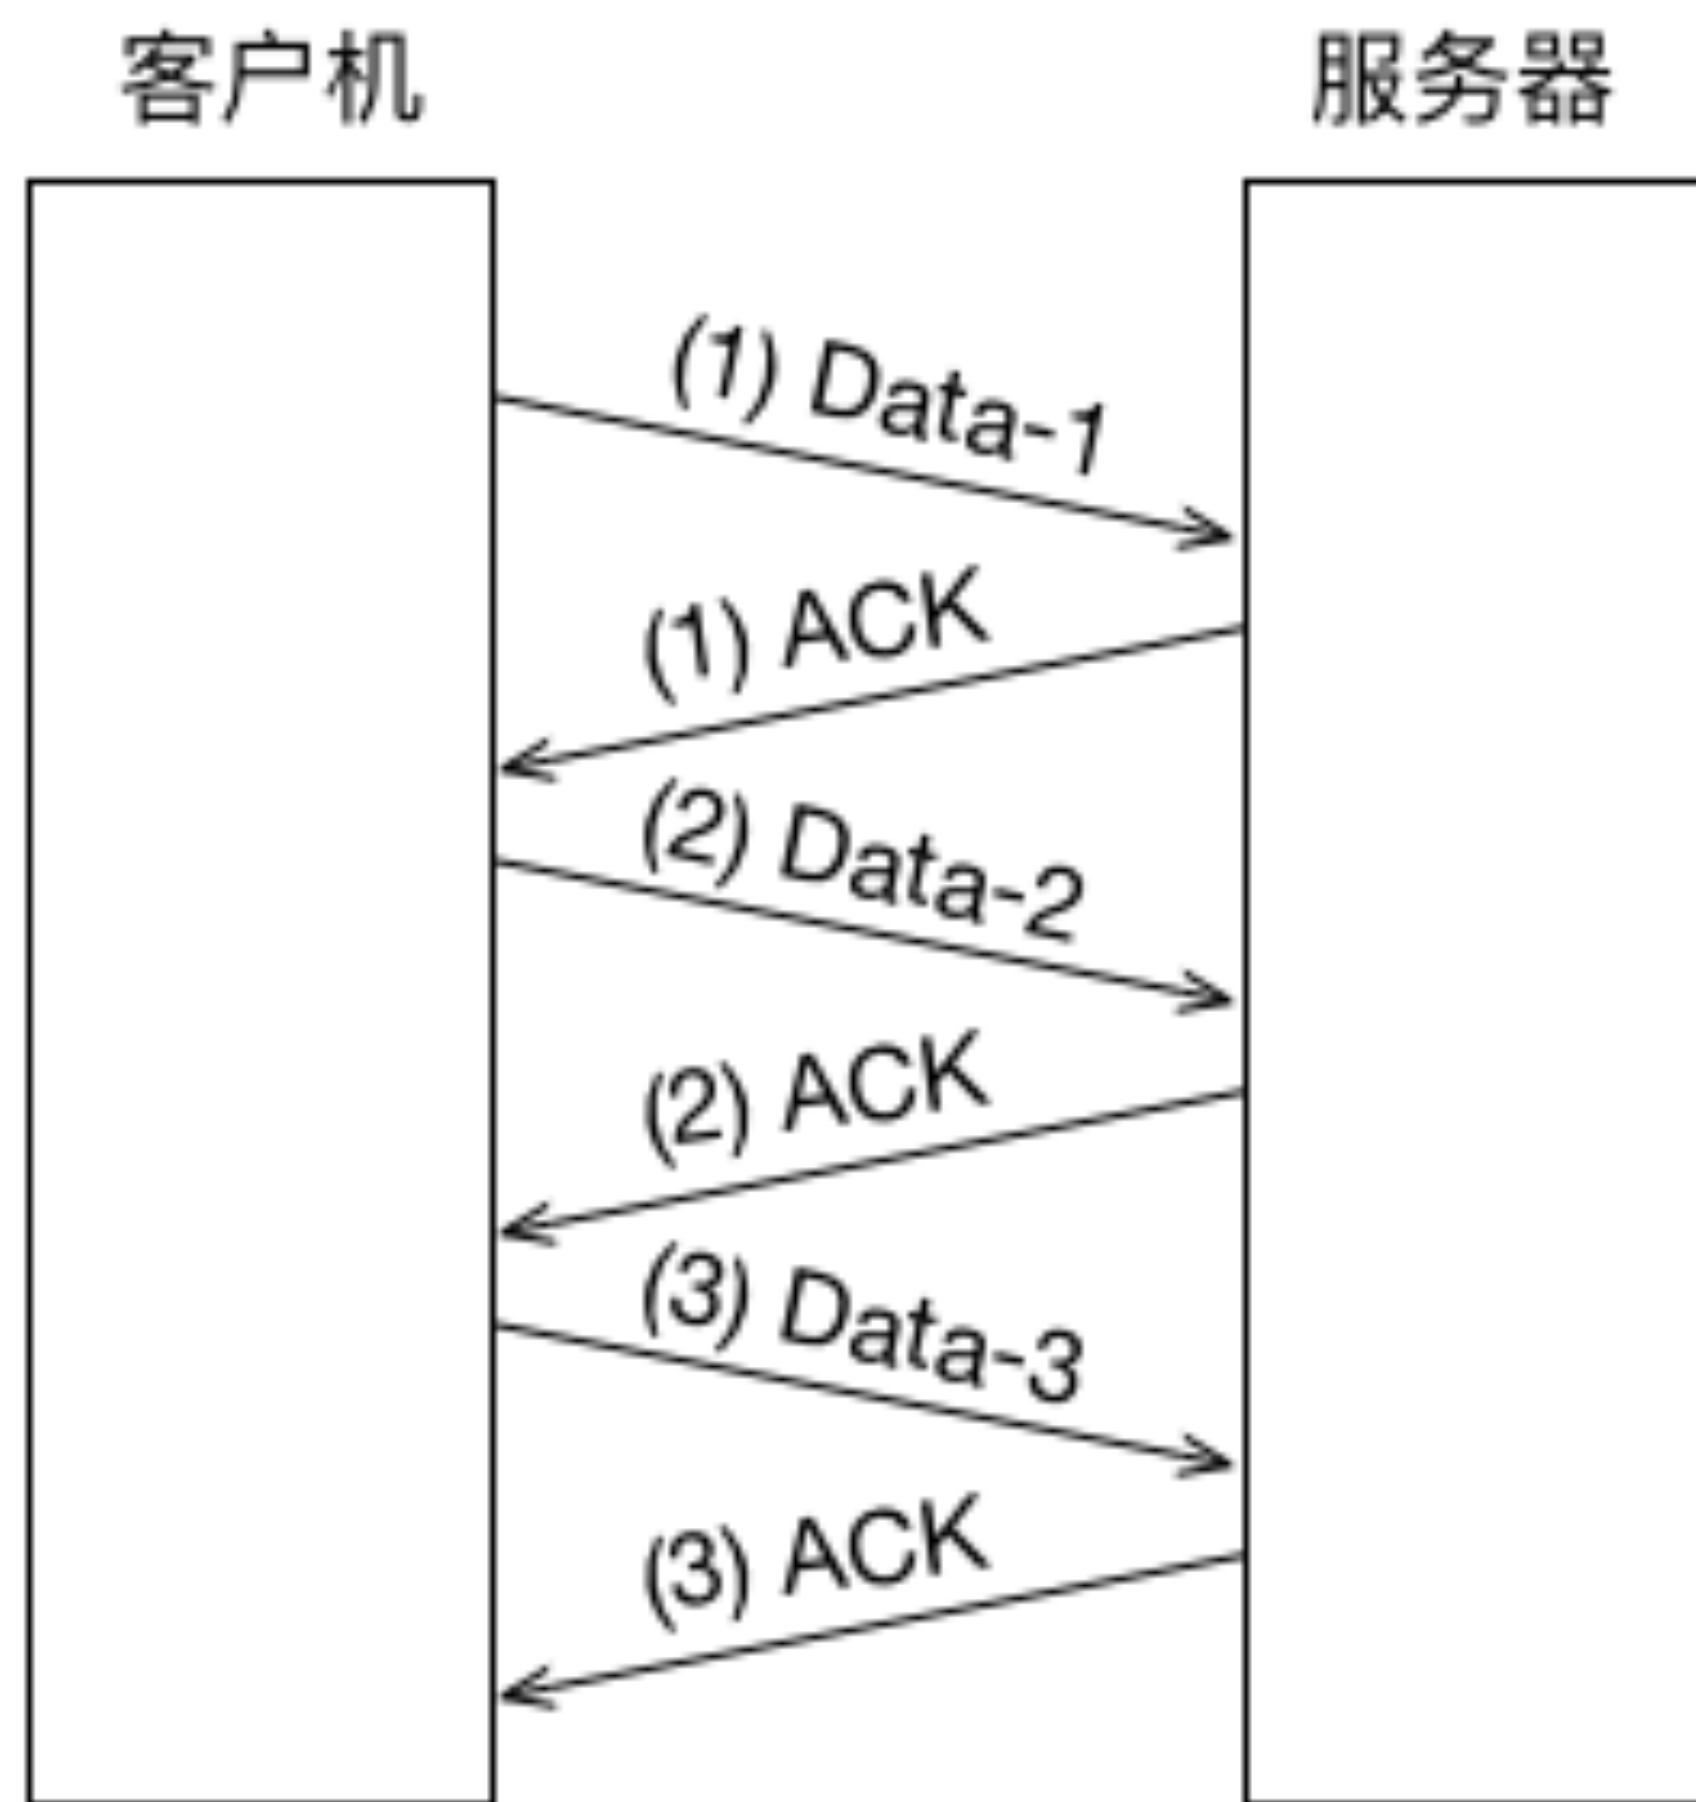 客户机
服务器
(1) Data-1
(1) ACK
(2) Data-2
(2) ACK
(3) Data-3
(3) ACK